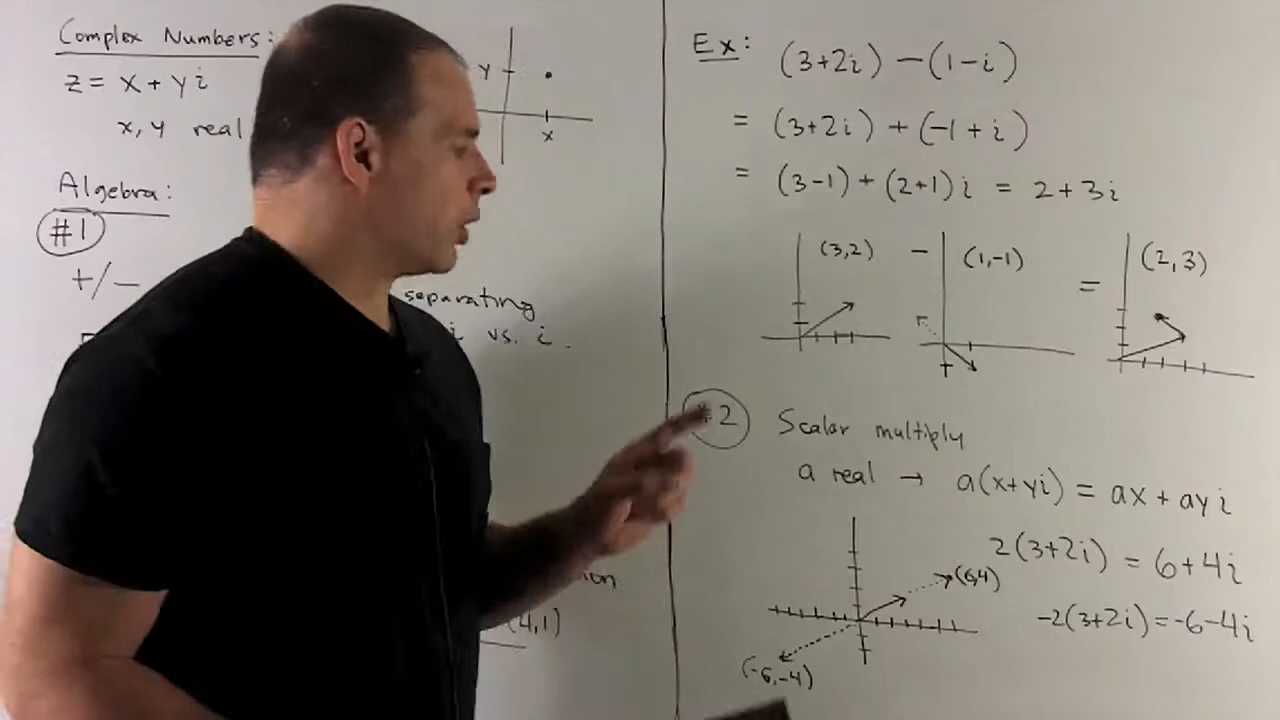 Complex Numbers:
z = x + yi
x, y real
y
x
Algebra:
#1
+/-
separating
i vs. i.
(4,1)
Ex: (3+2i) - (1-i)
= (3+2i) + (-1+i)
= (3-1) + (2+1)i = 2+3i
(3,2) - (1,-1) = (2,3)
#2 Scalar multiply
a real → a(x+yi) = ax + ayi
2(3+2i) = 6+4i
(6,4)
-2(3+2i) = -6-4i
(-6,-4)